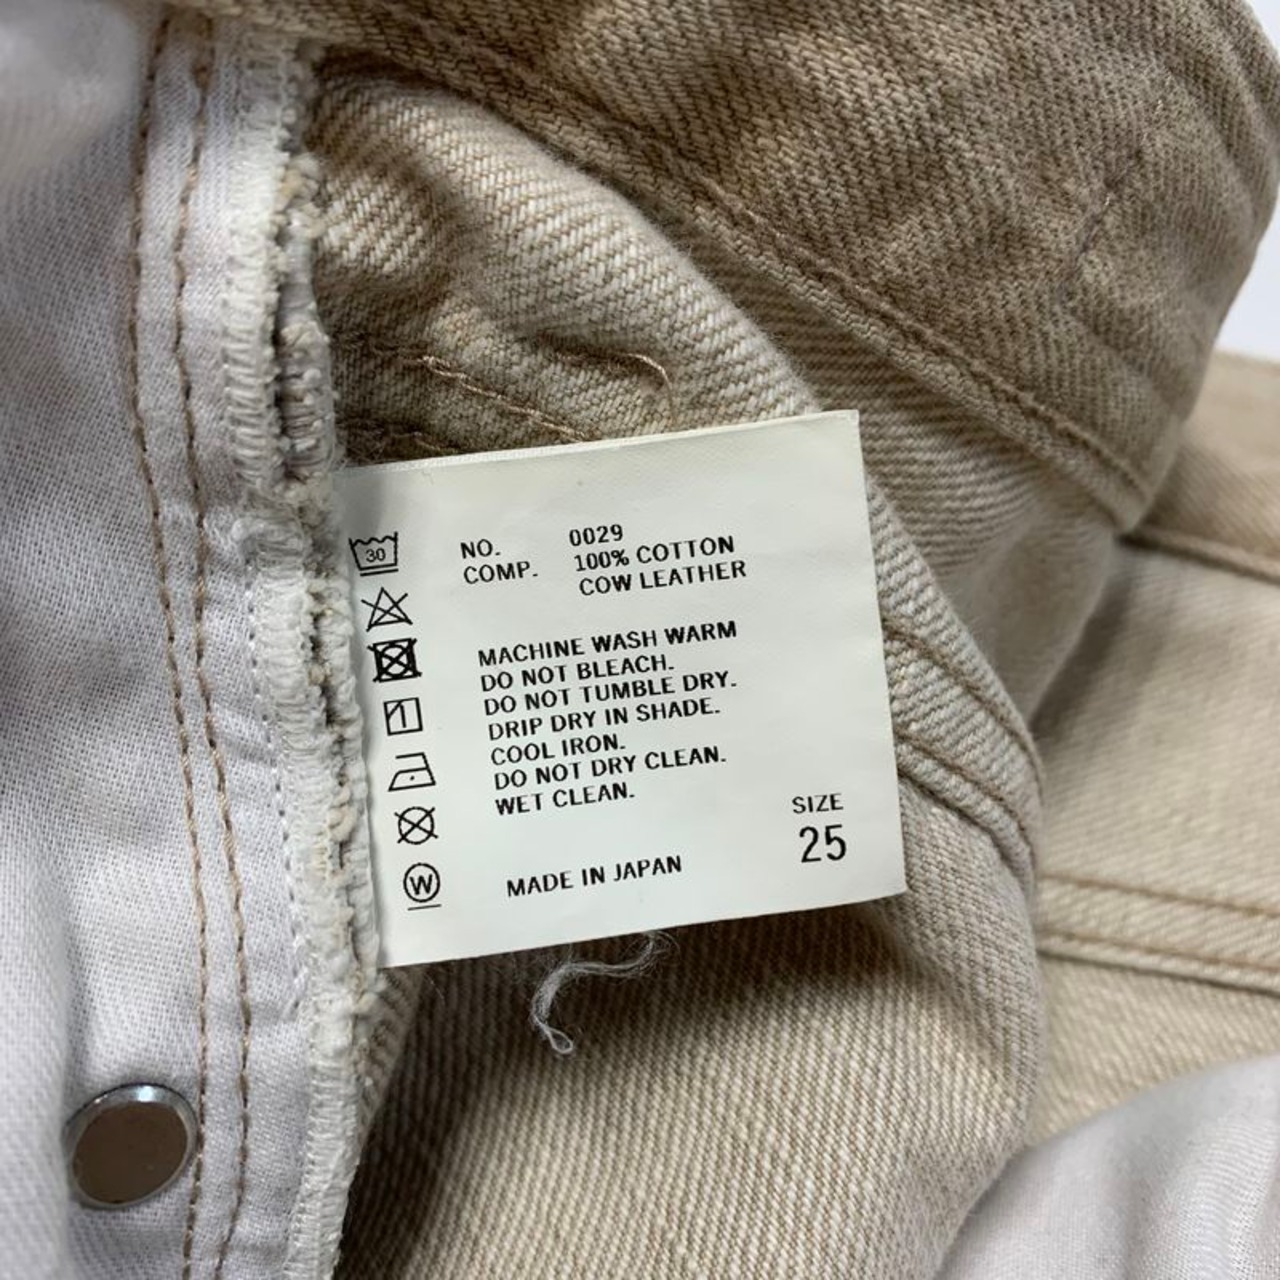 30
NO. 0029
COMP. 100% COTTON
COW LEATHER
MACHINE WASH WARM
DO NOT BLEACH.
DO NOT TUMBLE DRY.
DRIP DRY IN SHADE.
COOL IRON.
DO NOT DRY CLEAN.
WET CLEAN.
W
SIZE
25
MADE IN JAPAN